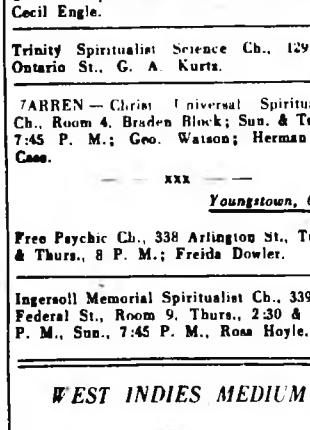 Cecil Engle.
Trinity Spiritualist Science Ch., 129
Ontario St., G. A. Kurtz.
WARREN — Christ Universal Spiritu
Ch., Room 4, Braden Block; Sun. & Tu
7:45 P. M.; Geo. Watson; Herman
Case.
xxx
Youngstown, O
Free Psychic Ch., 338 Arlington St., Tu
& Thurs., 8 P. M.; Freida Dowler.
Ingersoll Memorial Spiritualist Ch., 339
Federal St., Room 9, Thurs., 2:30 &
P. M., Sun., 7:45 P. M., Rosa Hoyle.
WEST INDIES MEDIUM